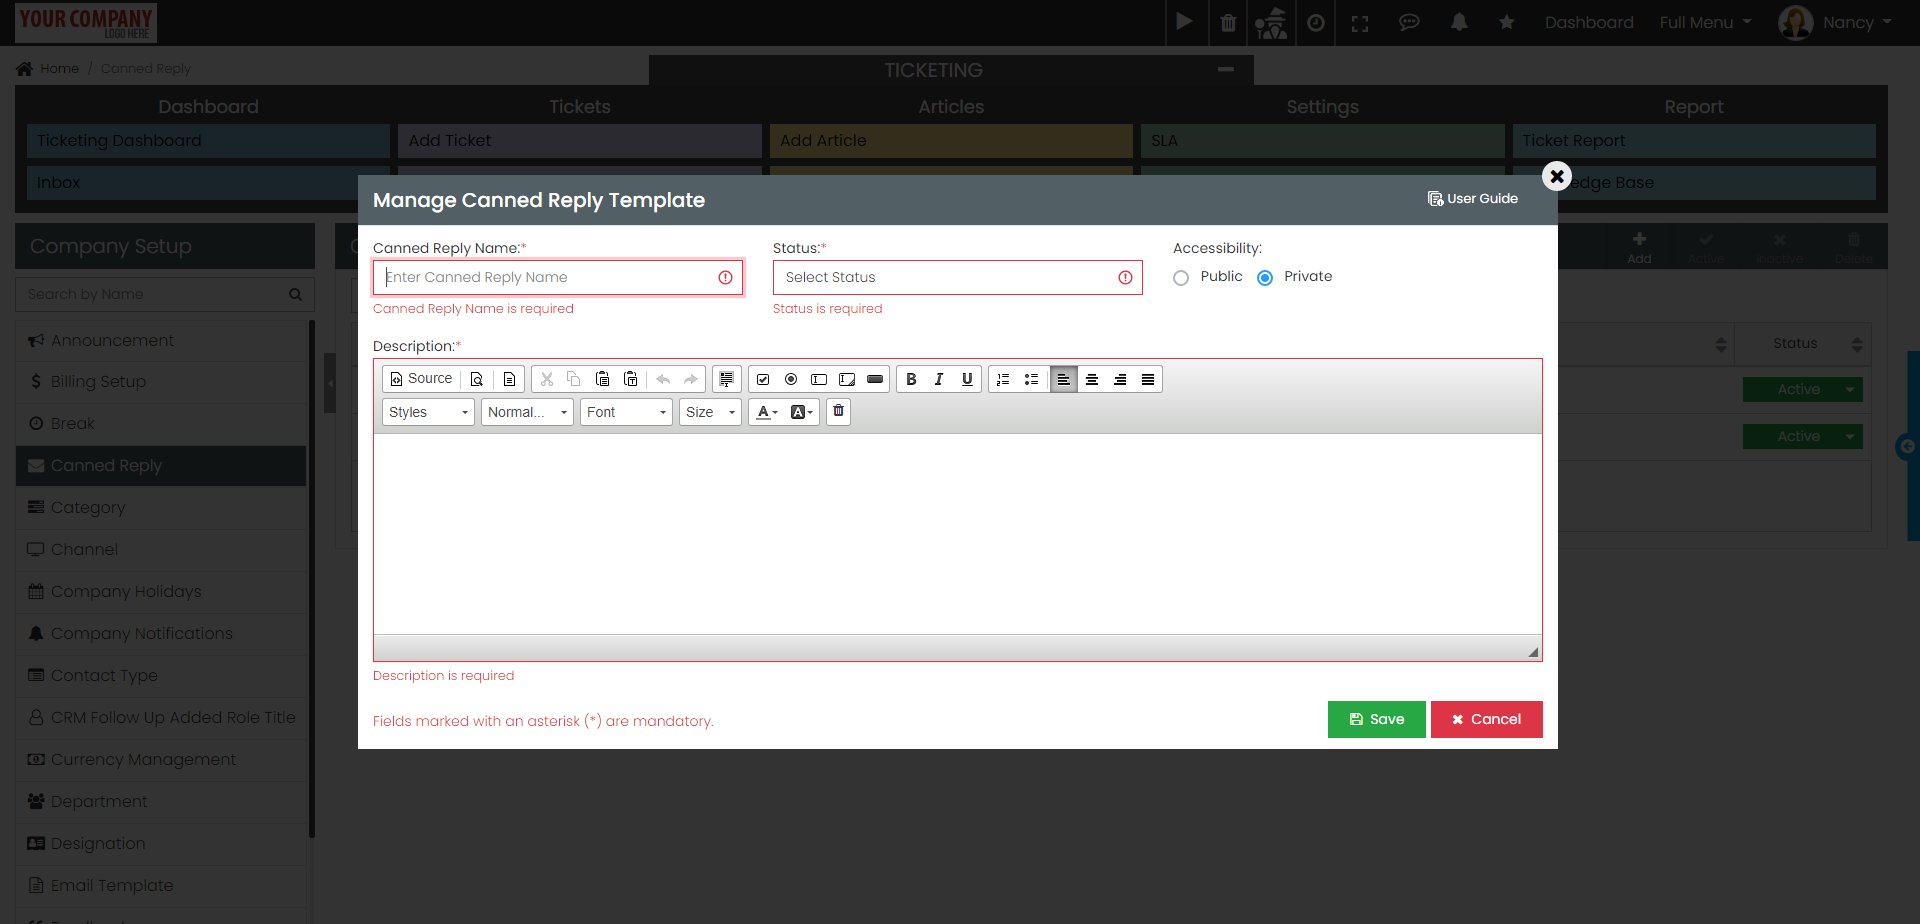 YOUR COMPANY
LOGO HERE
Dashboard
Full Menu
Nancy
Home / Canned Reply
TICKETING
Dashboard
Tickets
Articles
Settings
Report
Ticketing Dashboard
Add Ticket
Add Article
SLA
Ticket Report
Inbox
edge Base
Manage Canned Reply Template
User Guide
Company Setup
Add
Active
Inactive
Delete
Search by Name
Announcement
Billing Setup
Break
Canned Reply
Category
Channel
Company Holidays
Company Notifications
Contact Type
CRM Follow Up Added Role Title
Currency Management
Department
Designation
Email Template
Canned Reply Name:*
Status:*
Accessibility:
Enter Canned Reply Name
Select Status
Public
Private
Canned Reply Name is required
Status is required
Description:*
Source
Styles
Normal...
Font
Size
Description is required
Fields marked with an asterisk (*) are mandatory.
Save
Cancel
Status
Active
Active